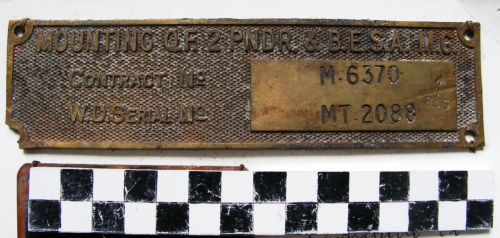 MOUNTING Q.F. 2 PNDR. & B.E.S.A. M.G.
CONTRACT No M-6370
W.D. SERIAL No MT. 2088